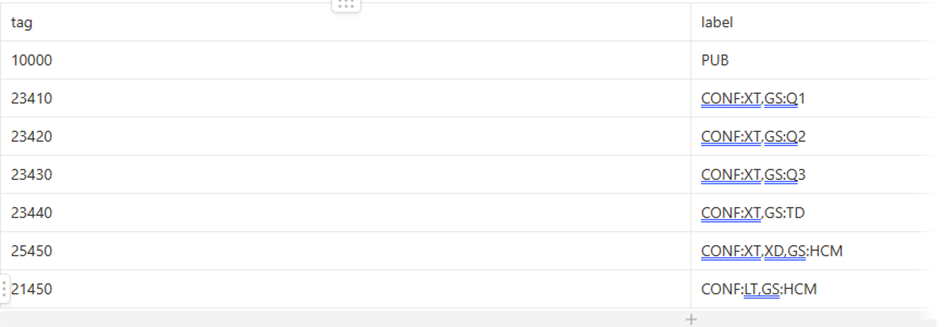 tag label
10000 PUB
23410 CONF:XT,GS:Q1
23420 CONF:XT,GS:Q2
23430 CONF:XT,GS:Q3
23440 CONF:XT,GS:TD
25450 CONF:XT,XD,GS:HCM
21450 CONF:LT,GS:HCM